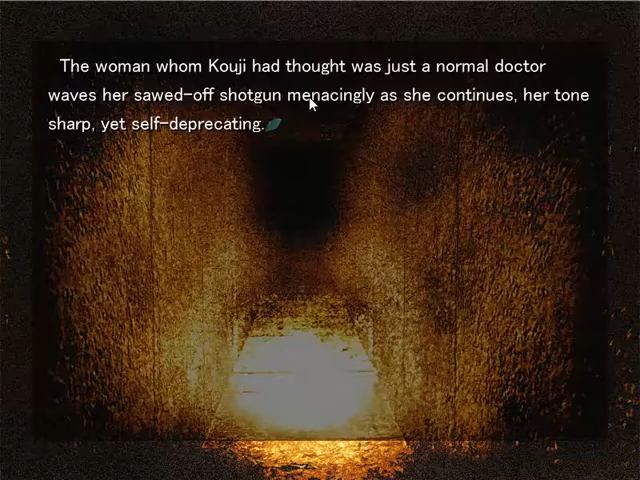 The woman whom Kouji had thought was just a normal doctor
waves her sawed-off shotgun menacingly as she continues, her tone
sharp, yet self-deprecating.